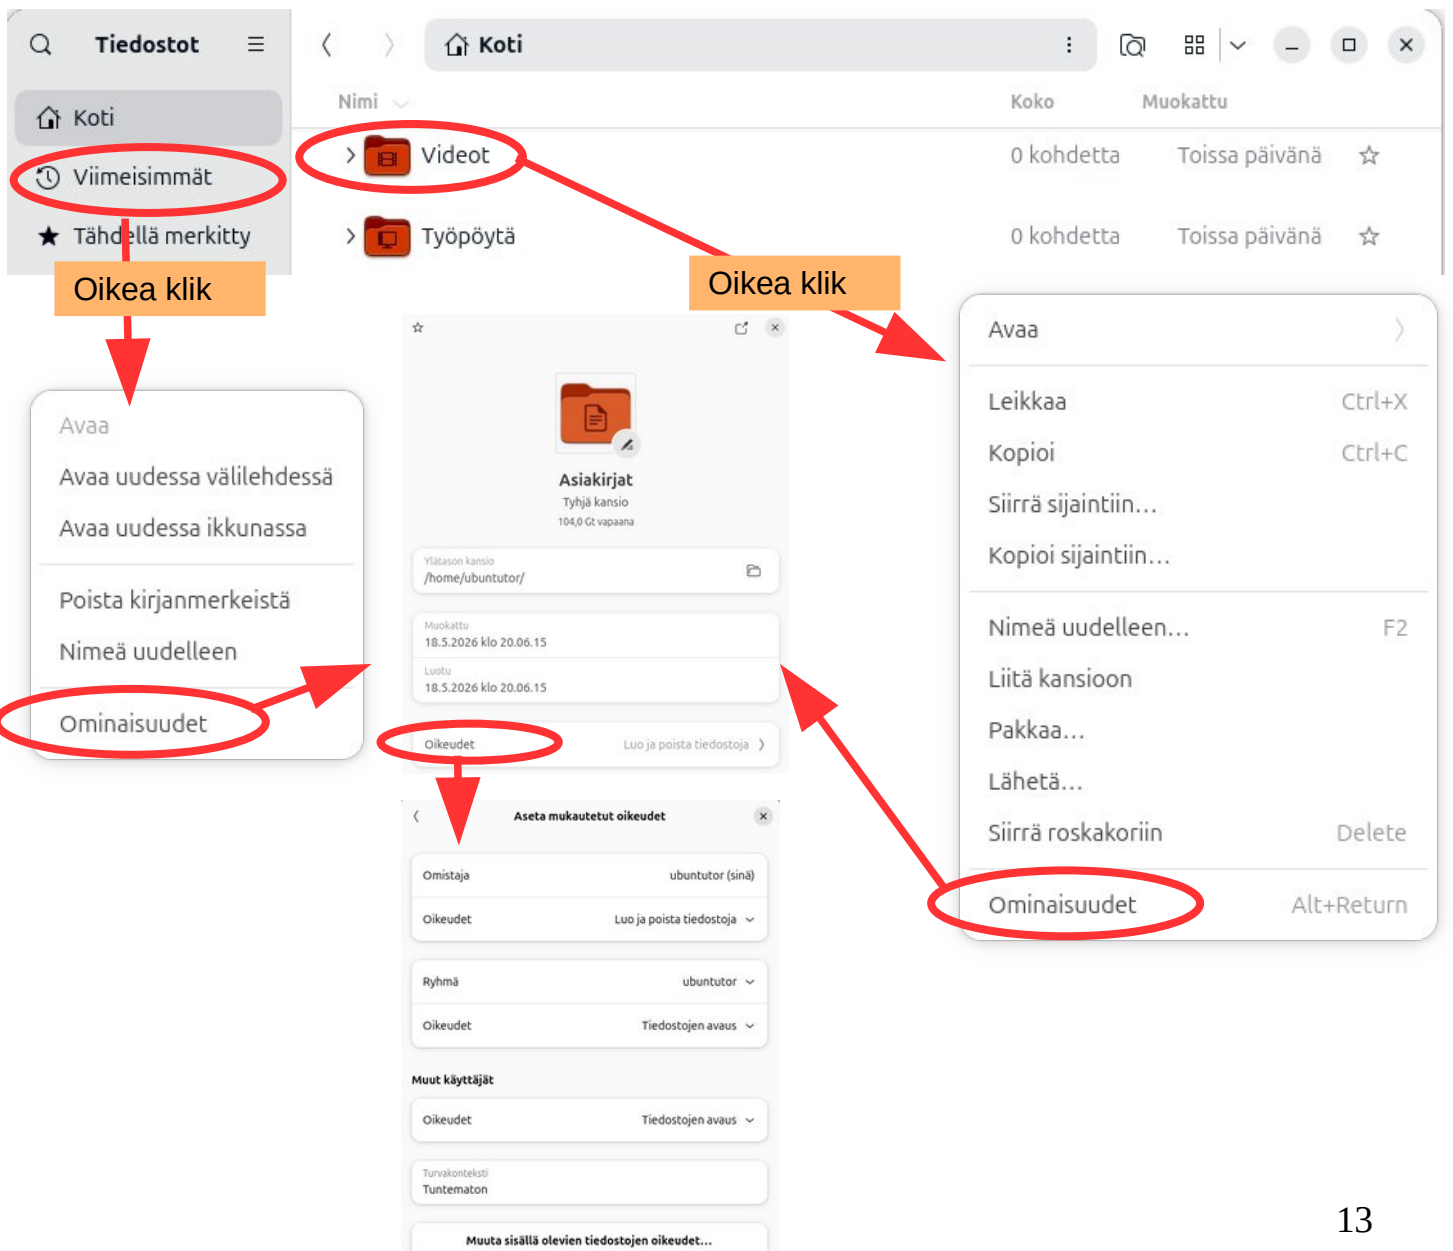 Tiedostot
Koti
Koti
Viimeisimmät
Tähdellä merkitty
Nimi Koko Muokattu
Videot 0 kohdetta Toissa päivänä
Työpöytä 0 kohdetta Toissa päivänä
Oikea klik
Oikea klik
Avaa
Avaa uudessa välilehdessä
Avaa uudessa ikkunassa
Poista kirjanmerkeistä
Nimeä uudelleen
Ominaisuudet
Asiakirjat
Tyhjä kansio
104,0 Gt vapaana
Ylätason kansio
/home/ubuntutor/
Muokattu
18.5.2026 klo 20.06.15
Luotu
18.5.2026 klo 20.06.15
Oikeudet Luo ja poista tiedostoja
Aseta mukautetut oikeudet
Omistaja ubuntutor (sinä)
Oikeudet Luo ja poista tiedostoja
Ryhmä ubuntutor
Oikeudet Tiedostojen avaus
Muut käyttäjät
Oikeudet Tiedostojen avaus
Turvakonteksti
Tuntematon
Muuta sisällä olevien tiedostojen oikeudet…
Avaa
Leikkaa Ctrl+X
Kopioi Ctrl+C
Siirrä sijaintiin…
Kopioi sijaintiin…
Nimeä uudelleen… F2
Liitä kansioon
Pakkaa…
Lähetä…
Siirrä roskakoriin Delete
Ominaisuudet Alt+Return
13